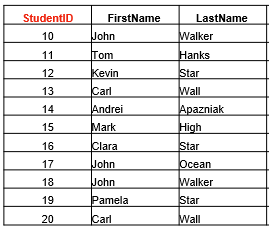 StudentID FirstName LastName
10 John Walker
11 Tom Hanks
12 Kevin Star
13 Carl Wall
14 Andrei Apazniak
15 Mark High
16 Clara Star
17 John Ocean
18 John Walker
19 Pamela Star
20 Carl Wall